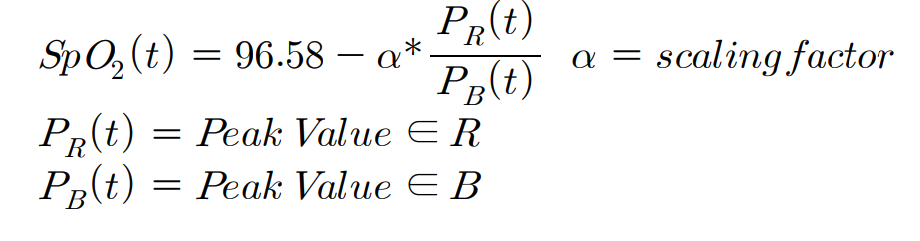 SpO₂(t) = 96.58 − α* P_R(t)/P_B(t)   α = scaling factor
P_R(t) = Peak Value ∈ R
P_B(t) = Peak Value ∈ B